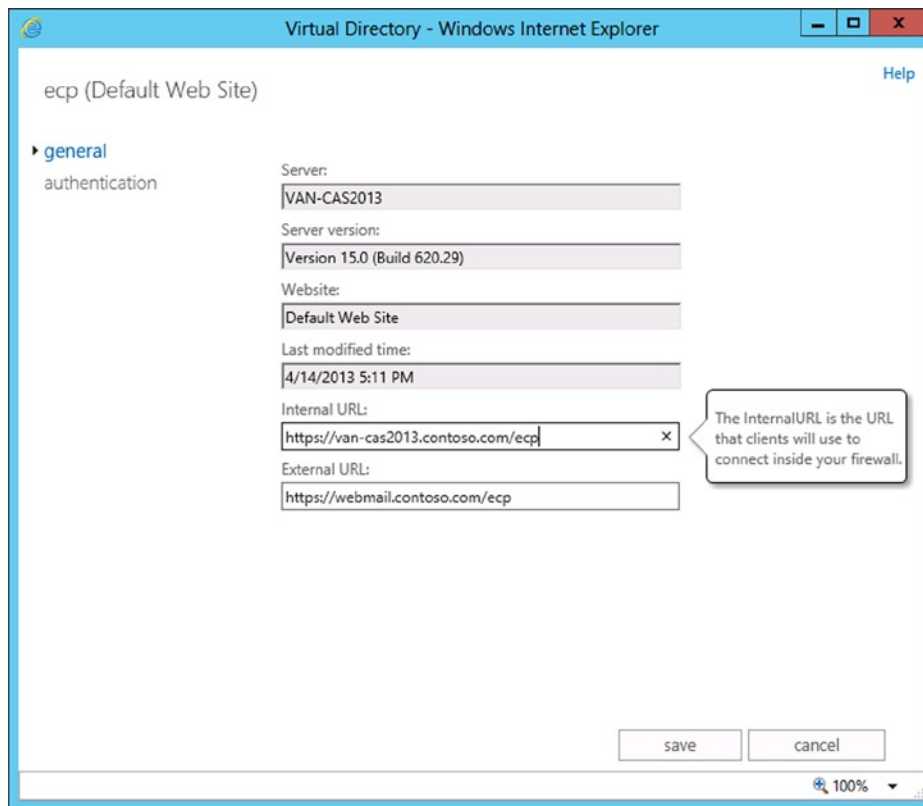 Virtual Directory - Windows Internet Explorer
Help
ecp (Default Web Site)
general
authentication
Server:
VAN-CAS2013
Server version:
Version 15.0 (Build 620.29)
Website:
Default Web Site
Last modified time:
4/14/2013 5:11 PM
Internal URL:
https://van-cas2013.contoso.com/ecp
The InternalURL is the URL
that clients will use to
connect inside your firewall.
External URL:
https://webmail.contoso.com/ecp
save
cancel
100%